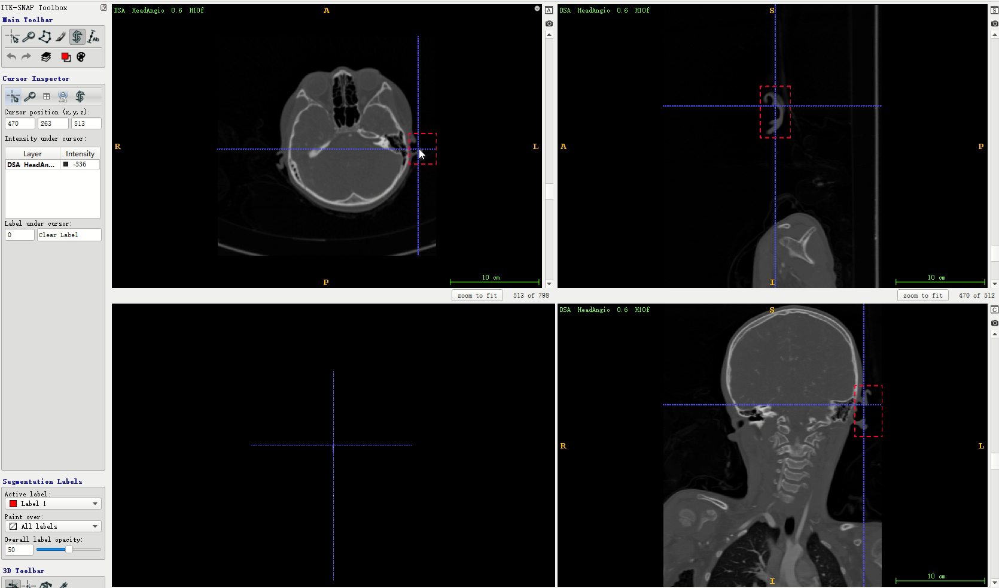 ITK-SNAP Toolbox
Main Toolbar
Ab
Cursor Inspector
Cursor position (x,y,z):
470 263 513
Intensity under cursor:
Layer Intensity
DSA HeadAn... -336
Label under cursor:
0 Clear Label
Segmentation Labels
Active label:
Label 1
Paint over:
All labels
Overall label opacity:
50
3D Toolbar
DSA HeadAngio 0.6 H10f
A
R
L
P
10 cm
A
zoom to fit 513 of 798
DSA HeadAngio 0.6 H10f
S
A
P
I
10 cm
S
zoom to fit 470 of 512
DSA HeadAngio 0.6 H10f
S
R
L
I
10 cm
C